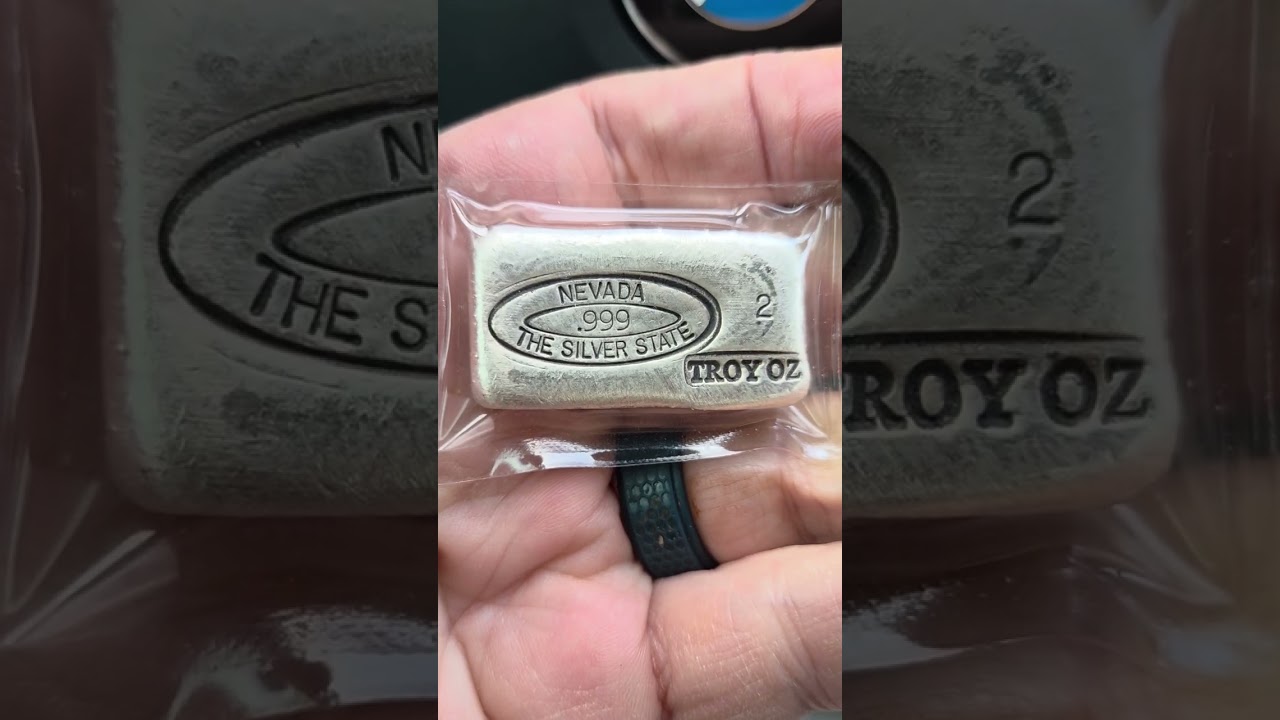 NEVADA
.999
THE SILVER STATE
2
TROY OZ